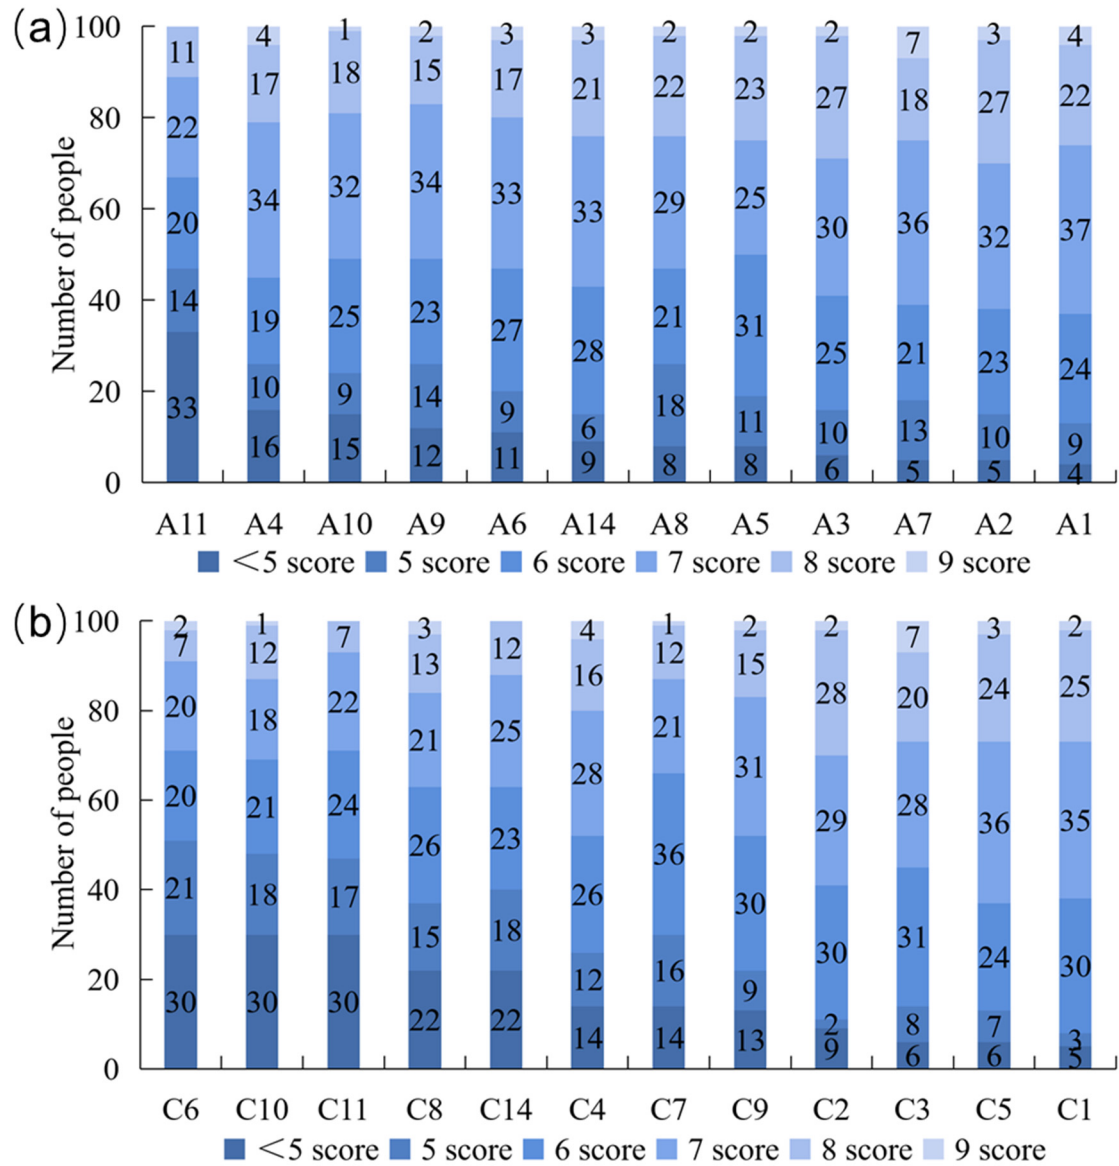 (a)
Number of people
100
80
60
40
20
0
11 4 1 2 3 3 2 2 2 7 3 4
22 17 18 15 17 21 22 23 27 18 27 22
20 34 32 34 33 33 29 25 30 36 32 37
14 19 25 23 27 28 21 31 25 21 23 24
33 10 9 14 9 6 18 11 10 13 10 9
16 15 12 11 9 8 8 6 5 5 4
A11 A4 A10 A9 A6 A14 A8 A5 A3 A7 A2 A1
<5 score 5 score 6 score 7 score 8 score 9 score
(b)
Number of people
100
80
60
40
20
0
2 1 7 3 12 4 1 2 2 7 3 2
7 12 22 13 25 16 12 15 28 20 24 25
20 18 24 21 23 28 21 31 29 28 36 35
20 21 17 26 18 26 36 30 30 31 24 30
21 18 30 15 22 12 16 9 2 8 7 3
30 30 22 14 14 13 9 6 6 5
C6 C10 C11 C8 C14 C4 C7 C9 C2 C3 C5 C1
<5 score 5 score 6 score 7 score 8 score 9 score